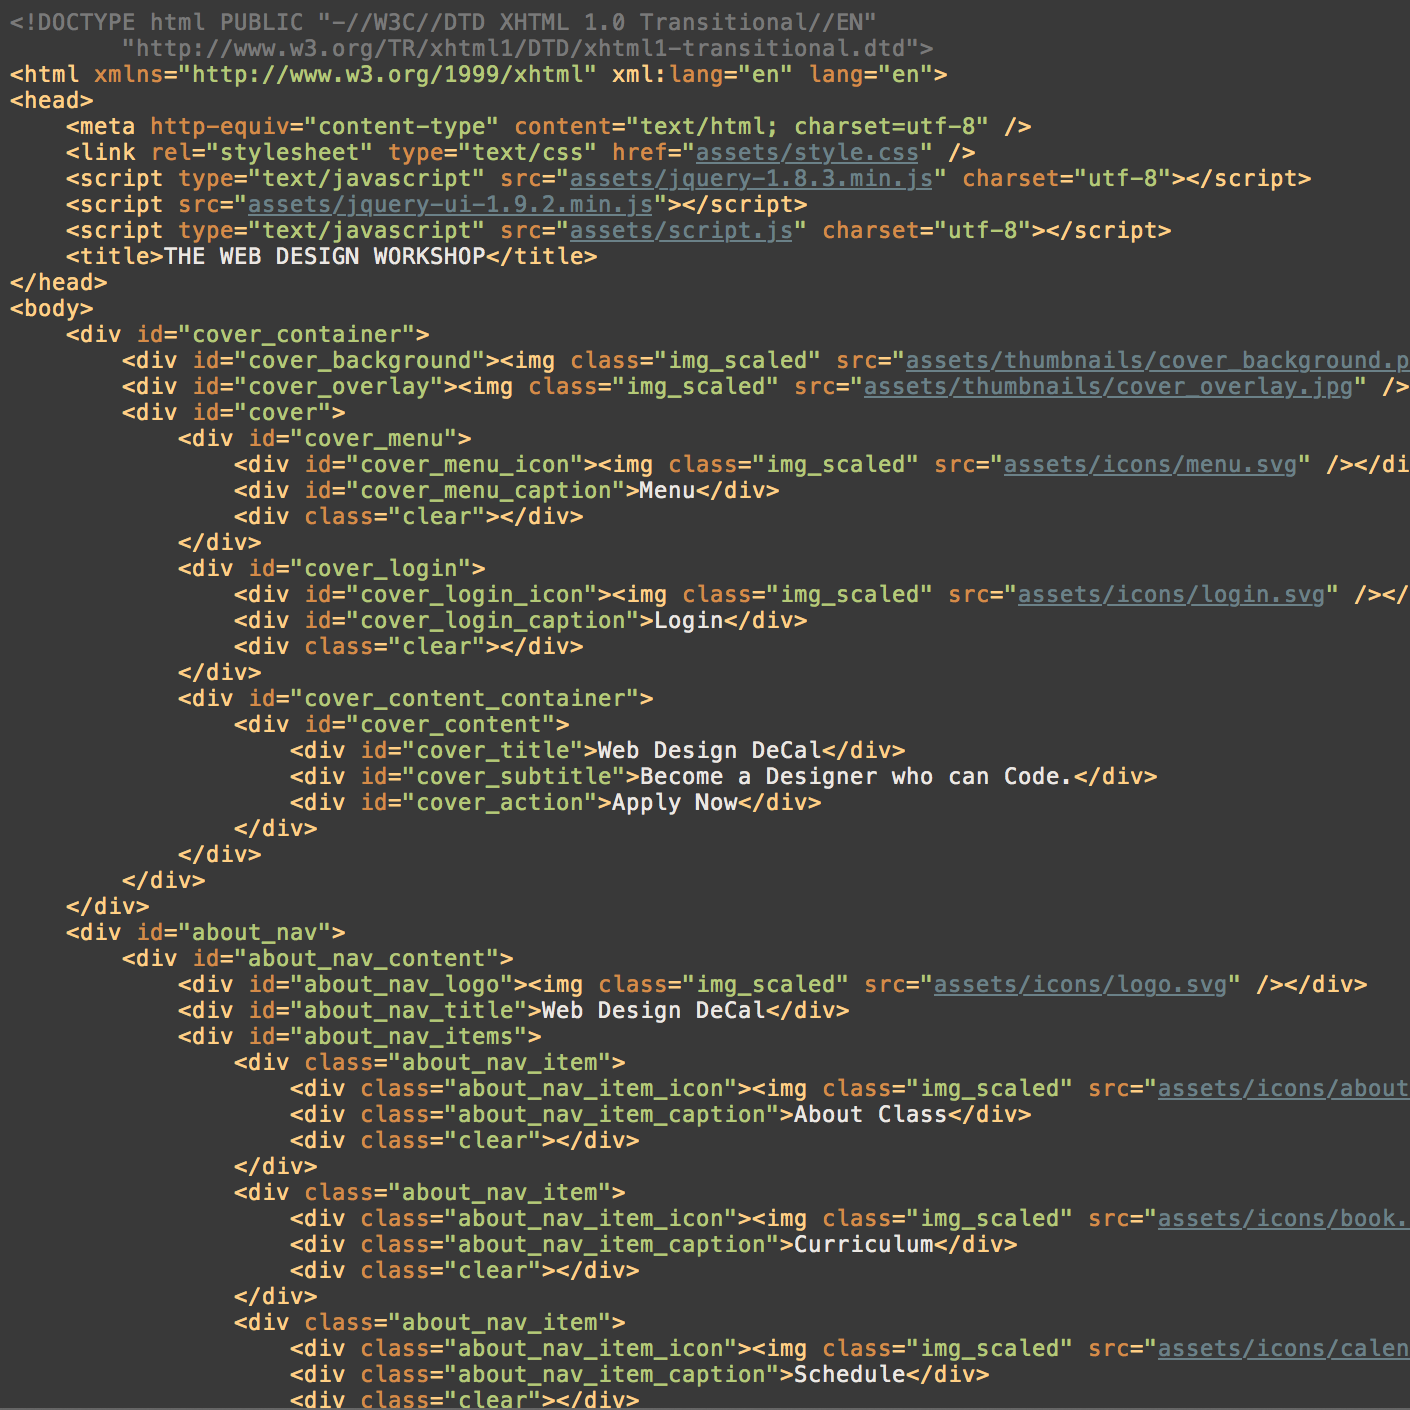 <!DOCTYPE html PUBLIC "-//W3C//DTD XHTML 1.0 Transitional//EN"
        "http://www.w3.org/TR/xhtml1/DTD/xhtml1-transitional.dtd">
<html xmlns="http://www.w3.org/1999/xhtml" xml:lang="en" lang="en">
<head>
    <meta http-equiv="content-type" content="text/html; charset=utf-8" />
    <link rel="stylesheet" type="text/css" href="assets/style.css" />
    <script type="text/javascript" src="assets/jquery-1.8.3.min.js" charset="utf-8"></script>
    <script src="assets/jquery-ui-1.9.2.min.js"></script>
    <script type="text/javascript" src="assets/script.js" charset="utf-8"></script>
    <title>THE WEB DESIGN WORKSHOP</title>
</head>
<body>
    <div id="cover_container">
        <div id="cover_background"><img class="img_scaled" src="assets/thumbnails/cover_background.p
        <div id="cover_overlay"><img class="img_scaled" src="assets/thumbnails/cover_overlay.jpg" />
        <div id="cover">
            <div id="cover_menu">
                <div id="cover_menu_icon"><img class="img_scaled" src="assets/icons/menu.svg" /></di
                <div id="cover_menu_caption">Menu</div>
                <div class="clear"></div>
            </div>
            <div id="cover_login">
                <div id="cover_login_icon"><img class="img_scaled" src="assets/icons/login.svg" /></
                <div id="cover_login_caption">Login</div>
                <div class="clear"></div>
            </div>
            <div id="cover_content_container">
                <div id="cover_content">
                    <div id="cover_title">Web Design DeCal</div>
                    <div id="cover_subtitle">Become a Designer who can Code.</div>
                    <div id="cover_action">Apply Now</div>
                </div>
            </div>
        </div>
    </div>
    <div id="about_nav">
        <div id="about_nav_content">
            <div id="about_nav_logo"><img class="img_scaled" src="assets/icons/logo.svg" /></div>
            <div id="about_nav_title">Web Design DeCal</div>
            <div id="about_nav_items">
                <div class="about_nav_item">
                    <div class="about_nav_item_icon"><img class="img_scaled" src="assets/icons/about
                    <div class="about_nav_item_caption">About Class</div>
                    <div class="clear"></div>
                </div>
                <div class="about_nav_item">
                    <div class="about_nav_item_icon"><img class="img_scaled" src="assets/icons/book.
                    <div class="about_nav_item_caption">Curriculum</div>
                    <div class="clear"></div>
                </div>
                <div class="about_nav_item">
                    <div class="about_nav_item_icon"><img class="img_scaled" src="assets/icons/calen
                    <div class="about_nav_item_caption">Schedule</div>
                    <div class="clear"></div>